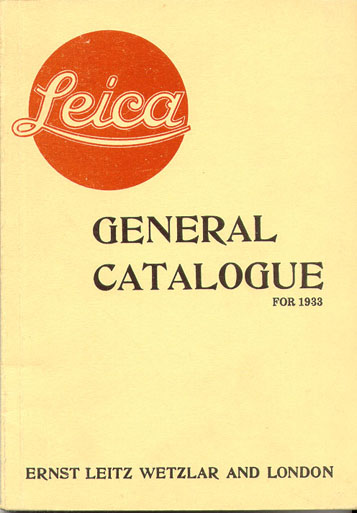 Leica
GENERAL
CATALOGUE
FOR 1933
ERNST LEITZ WETZLAR AND LONDON